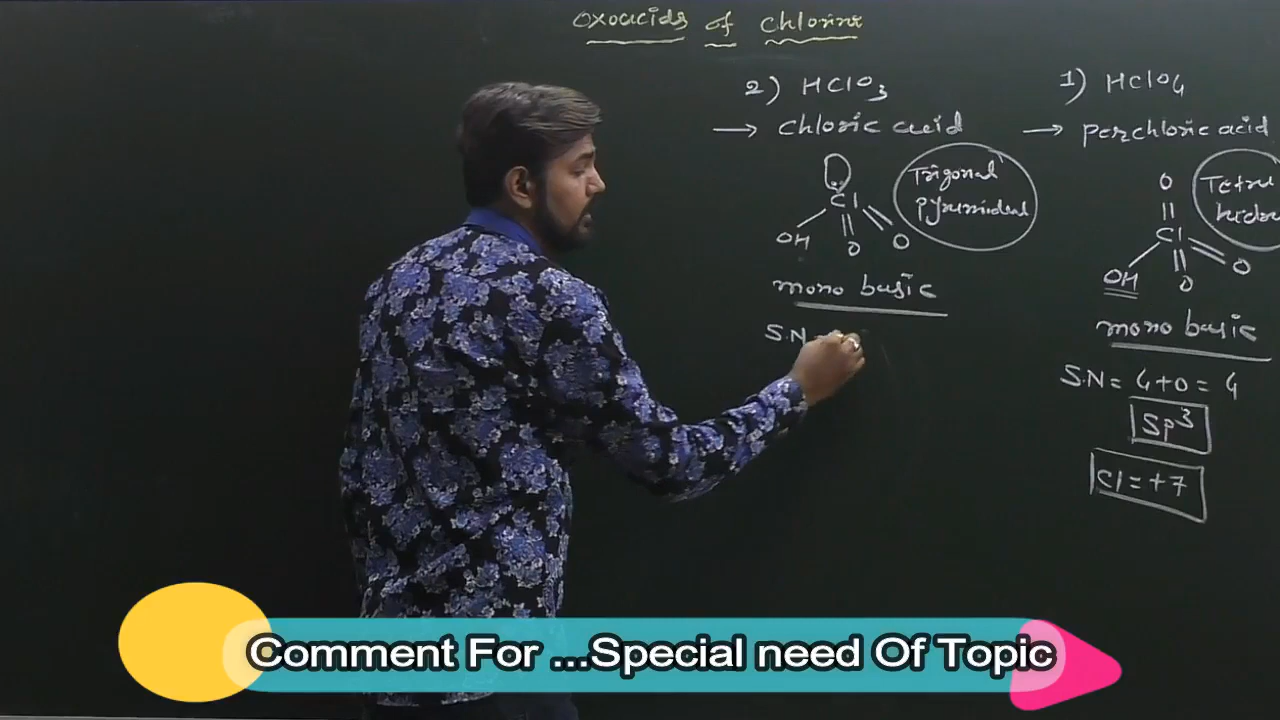 Oxoacids of Chlorine
2) HClO3
→ chloric acid
Trigonal
pyramidal
Cl
OH O O
mono basic
S.N
1) HClO4
→ perchloric acid
O
Cl
OH O O
mono basic
S.N = 4+0 = 4
Sp3
Cl = +7
Comment For ...Special need Of Topic